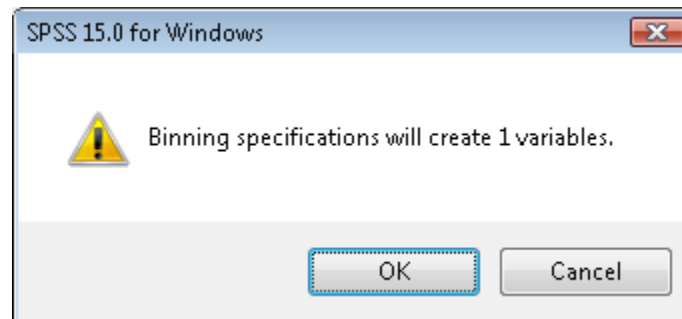 SPSS 15.0 for Windows
Binning specifications will create 1 variables.
OK Cancel